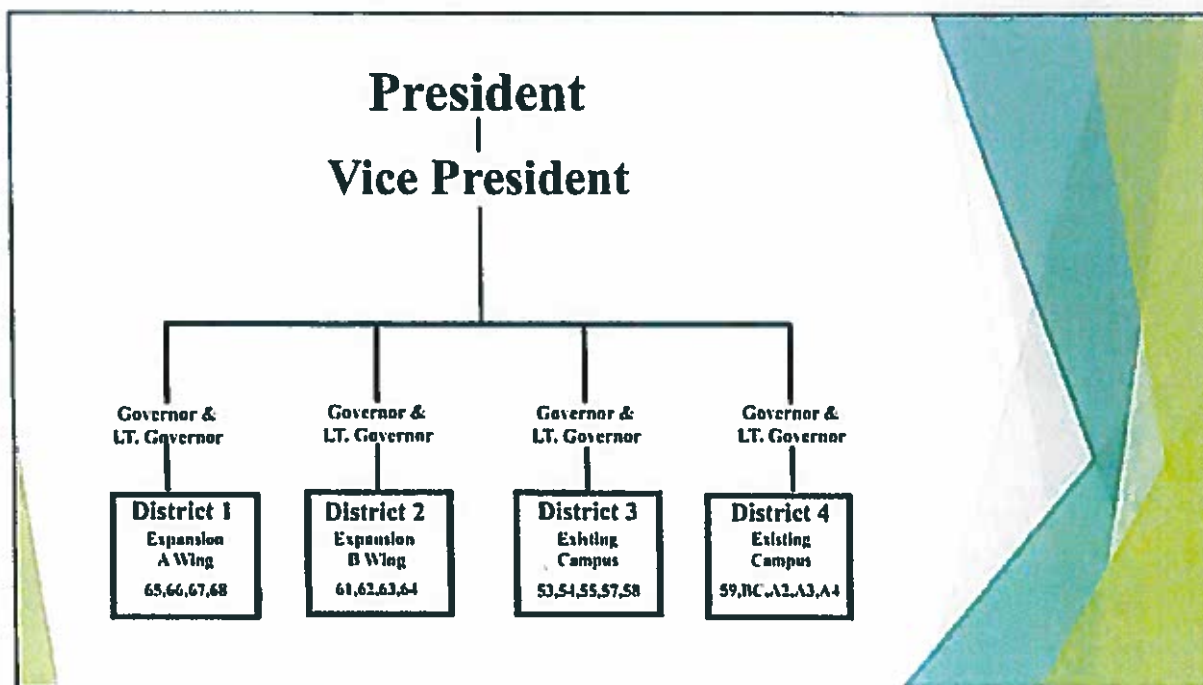 President
Vice President
Governor &
LT. Governor
Governor &
LT. Governor
Governor &
LT. Governor
Governor &
LT. Governor
District 1
Expansion
A Wing
65,66,67,68
District 2
Expansion
B Wing
61,62,63,64
District 3
Existing
Campus
53,54,55,57,58
District 4
Existing
Campus
59,BC,A2,A3,A4